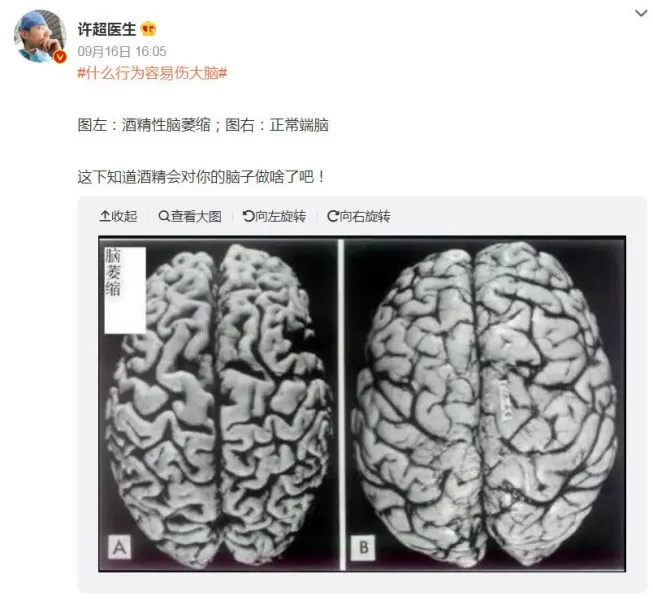 许超医生
09月16日 16:05
#什么行为容易伤大脑#
图左：酒精性脑萎缩；图右：正常端脑
这下知道酒精会对你的脑子做啥了吧！
收起 查看大图 向左旋转 向右旋转
脑萎缩
A
B